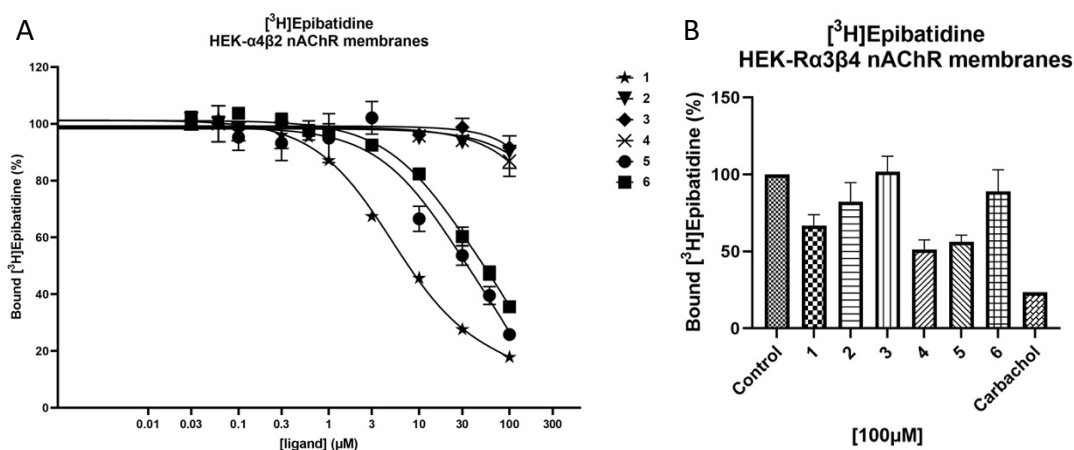 A
[³H]Epibatidine
HEK-α4β2 nAChR membranes
Bound [³H]Epibatidine (%)
120
100
80
60
40
20
0
0.01
0.03
0.1
0.3
1
3
10
30
100
300
[ligand] (μM)
1
2
3
4
5
6
B
[³H]Epibatidine
HEK-Rα3β4 nAChR membranes
Bound [³H]Epibatidine (%)
150
100
50
0
Control
1
2
3
4
5
6
Carbachol
[100μM]